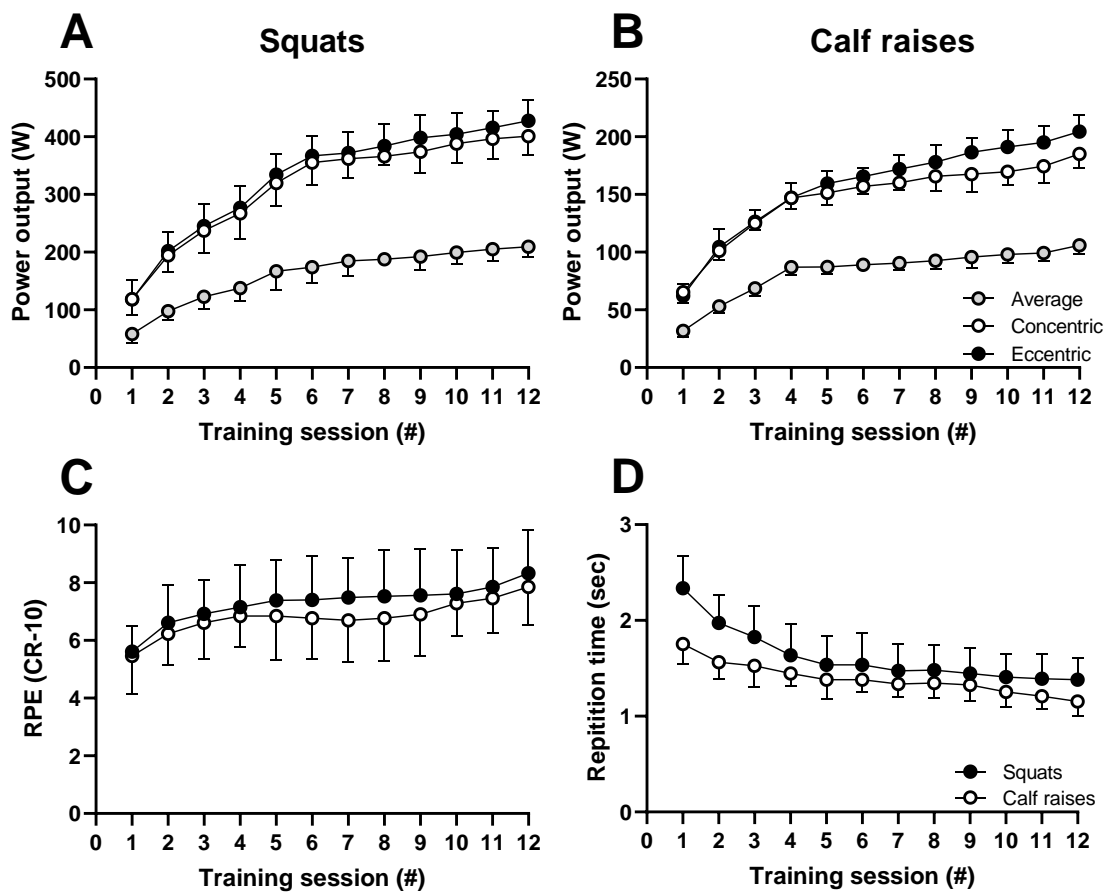 A
Squats
Power output (W)
500
400
300
200
100
0
0 1 2 3 4 5 6 7 8 9 10 11 12
Training session (#)
B
Calf raises
Power output (W)
250
200
150
100
50
0
Average
Concentric
Eccentric
0 1 2 3 4 5 6 7 8 9 10 11 12
Training session (#)
C
RPE (CR-10)
10
8
6
4
2
0
0 1 2 3 4 5 6 7 8 9 10 11 12
Training session (#)
D
Repitition time (sec)
3
2
1
0
Squats
Calf raises
0 1 2 3 4 5 6 7 8 9 10 11 12
Training session (#)